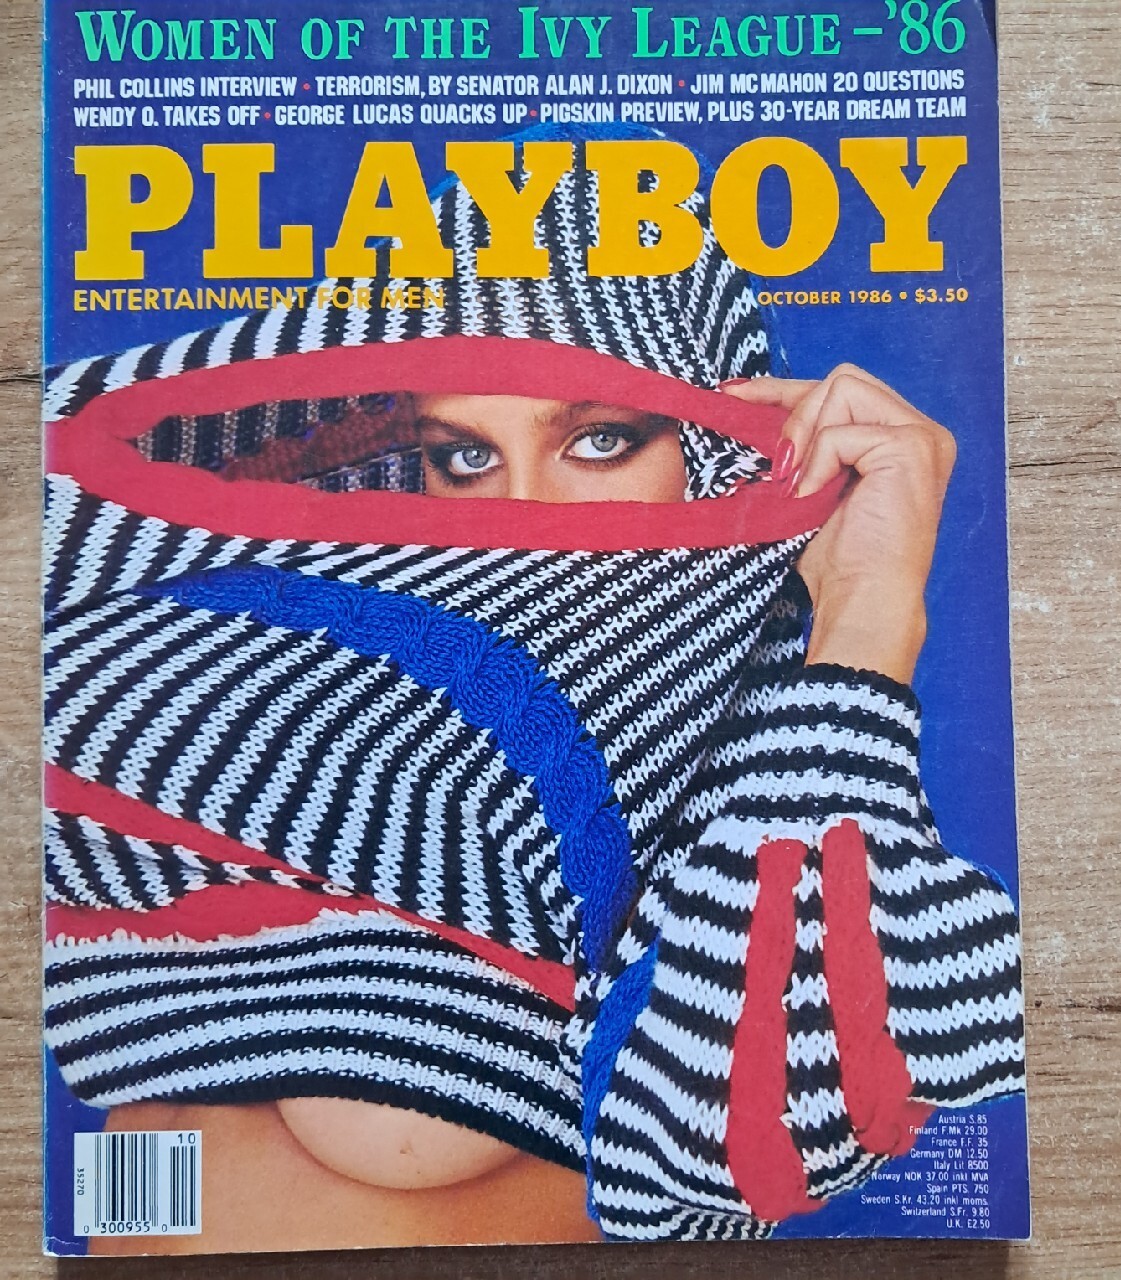 WOMEN OF THE IVY LEAGUE – '86
PHIL COLLINS INTERVIEW • TERRORISM, BY SENATOR ALAN J. DIXON • JIM MC MAHON 20 QUESTIONS
WENDY O. TAKES OFF • GEORGE LUCAS QUACKS UP • PIGSKIN PREVIEW, PLUS 30-YEAR DREAM TEAM
PLAYBOY
ENTERTAINMENT FOR MEN
OCTOBER 1986 • $3.50
Austria S.85
Finland F.Mk 29.00
France F.F. 35
Germany DM 12.50
Italy Lit 8500
Norway NOK 37.00 inkl MVA
Spain PTS. 750
Sweden S.Kr. 43.20 inkl moms.
Switzerland S.Fr. 9.80
U.K. £2.50
10
35270
0 300955 0